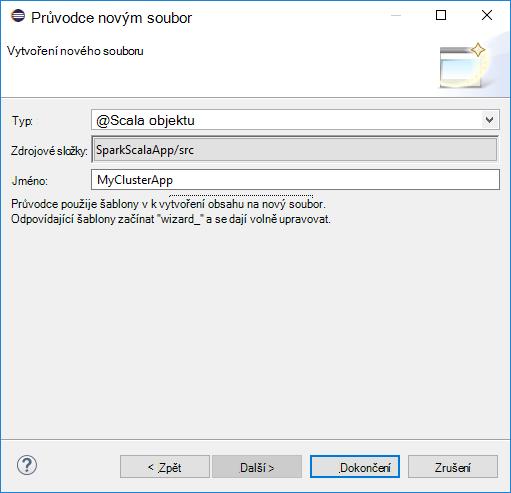 Průvodce novým soubor
Vytvoření nového souboru
Typ: @Scala objektu
Zdrojové složky: SparkScalaApp/src
Jméno: MyClusterApp
Průvodce použije šablony v k vytvoření obsahu na nový soubor.
Odpovídající šablony začínat "wizard_" a se dají volně upravovat.
? < Zpět Další > Dokončení Zrušení